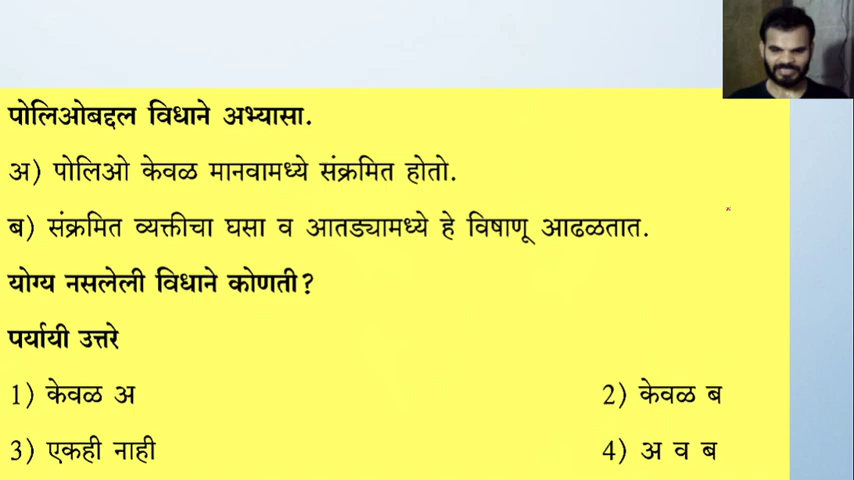 पोलिओबद्दल विधाने अभ्यासा.
अ) पोलिओ केवळ मानवामध्ये संक्रमित होतो.
ब) संक्रमित व्यक्तीचा घसा व आतड्यामध्ये हे विषाणू आढळतात.
योग्य नसलेली विधाने कोणती?
पर्यायी उत्तरे
1) केवळ अ 2) केवळ ब
3) एकही नाही 4) अ व ब